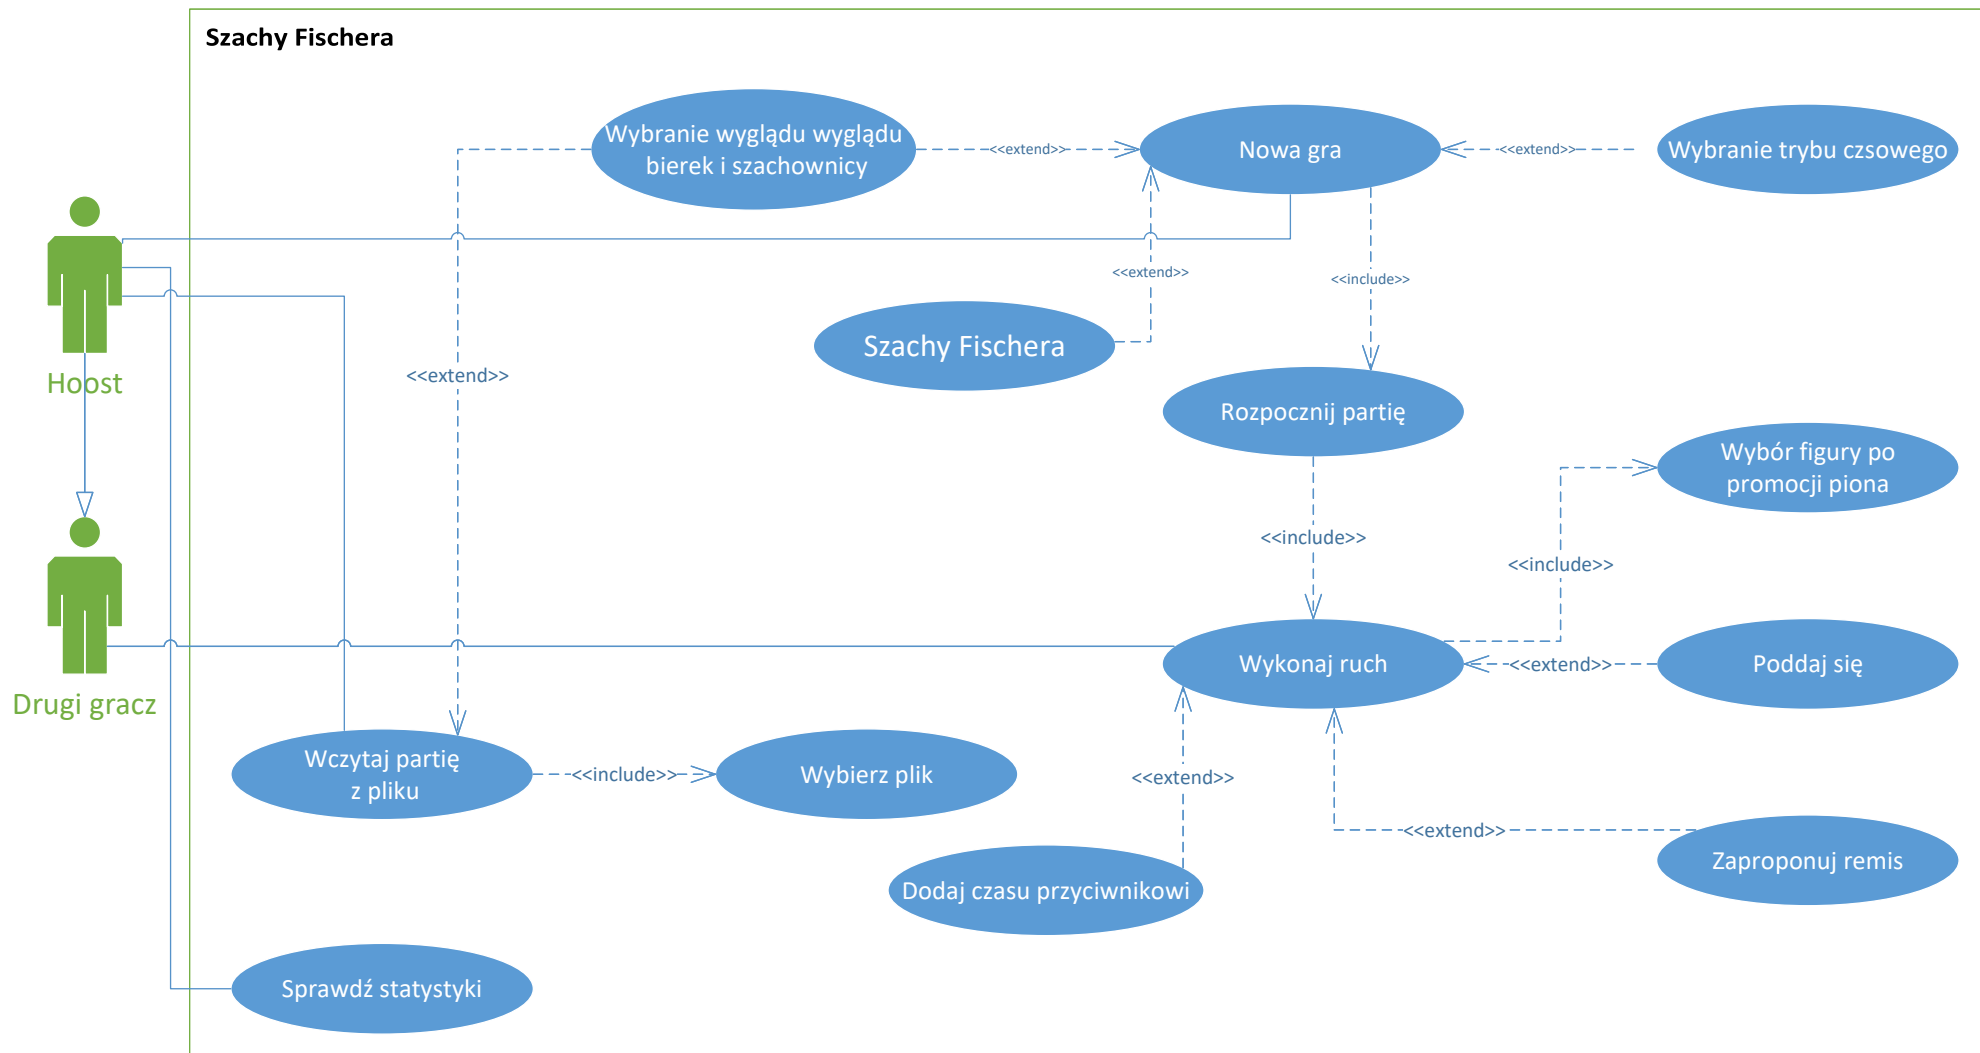 Szachy Fischera
Wybranie wyglądu wyglądu
bierek i szachownicy
<<extend>>
Nowa gra
<<extend>>
Wybranie trybu czsowego
<<extend>>
<<include>>
Szachy Fischera
Hoost
<<extend>>
Rozpocznij partię
Wybór figury po
promocji piona
<<include>>
<<include>>
Wykonaj ruch
<<extend>>
Poddaj się
Drugi gracz
Wczytaj partię
z pliku
<<include>>
Wybierz plik
<<extend>>
<<extend>>
Zaproponuj remis
Dodaj czasu przyciwnikowi
Sprawdź statystyki